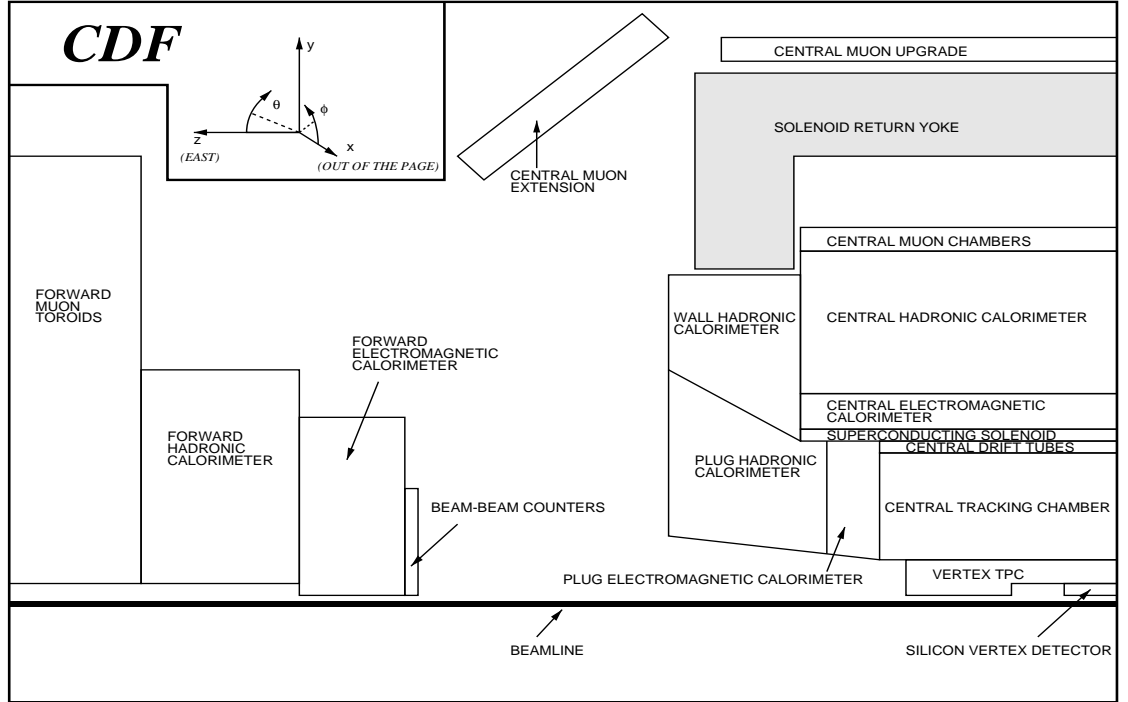 CDF
y
θ
φ
z
x
(EAST)
(OUT OF THE PAGE)
CENTRAL MUON UPGRADE
SOLENOID RETURN YOKE
CENTRAL MUON
EXTENSION
CENTRAL MUON CHAMBERS
FORWARD
MUON
TOROIDS
WALL HADRONIC
CALORIMETER
CENTRAL HADRONIC CALORIMETER
FORWARD
ELECTROMAGNETIC
CALORIMETER
CENTRAL ELECTROMAGNETIC
CALORIMETER
SUPERCONDUCTING SOLENOID
CENTRAL DRIFT TUBES
FORWARD
HADRONIC
CALORIMETER
PLUG HADRONIC
CALORIMETER
BEAM-BEAM COUNTERS
CENTRAL TRACKING CHAMBER
PLUG ELECTROMAGNETIC CALORIMETER
VERTEX TPC
BEAMLINE
SILICON VERTEX DETECTOR